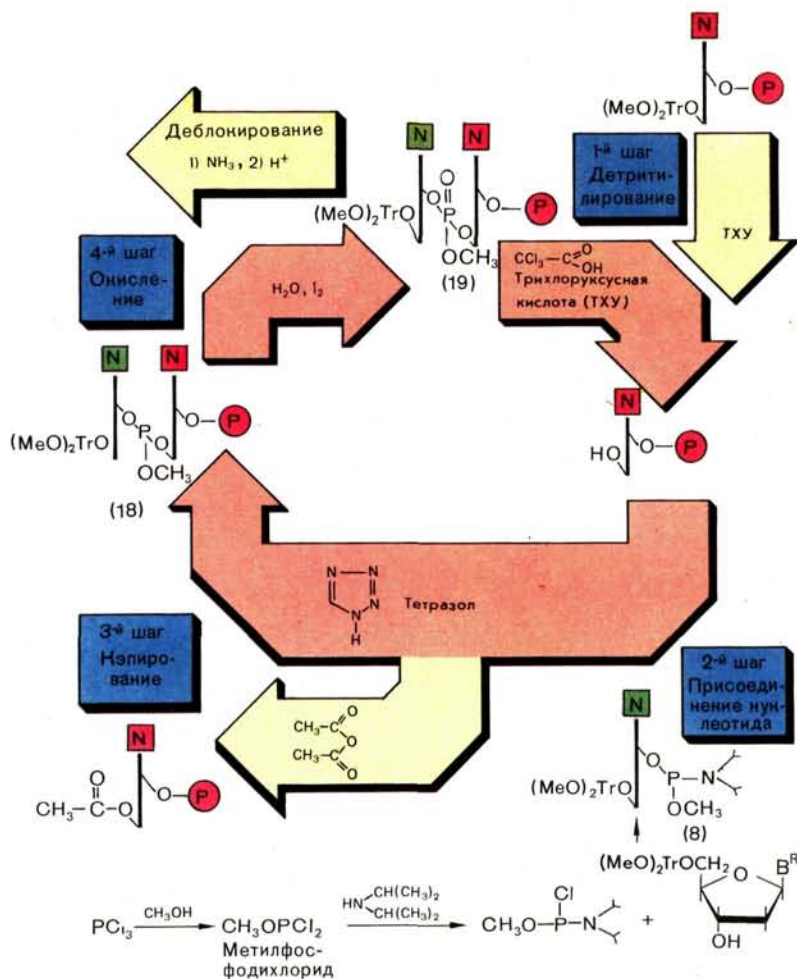 N
O P
(MeO)₂TrO
Деблокирование
1) NH₃, 2) H⁺
1-й шаг
Детритилирование
ТХУ
N N
O O P
O
(MeO)₂TrO P O
OCH₃
(19)
CCl₃—C O OH
Трихлоруксусная
кислота (ТХУ)
4-й шаг
Окисле-
ние
H₂O, I₂
N N
O O P
(MeO)₂TrO P O
OCH₃
(18)
N
O P
HO
N N
N
N
H
Тетразол
3-й шаг
Кэпиро-
вание
2-й шаг
Присоеди-
нение нук-
леотида
CH₃—C O
O
CH₃—C O
N
O
CH₃—C—O O P
N
O
(MeO)₂TrO P—N
OCH₃
(8)
(MeO)₂TrOCH₂ O Bᴿ
OH
PCl₃ CH₃OH CH₃OPCl₂ HN CH(CH₃)₂ CH(CH₃)₂ CH₃O P Cl N +
Метилфос-
фодихлорид